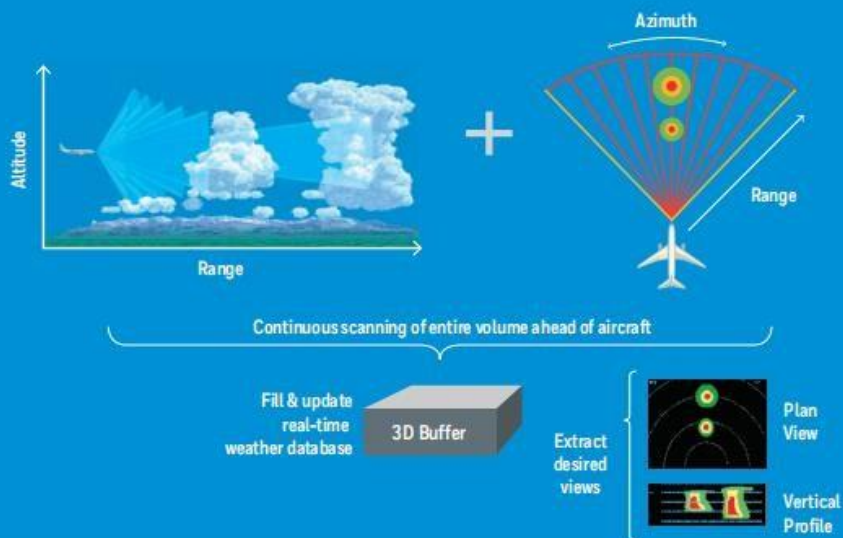 Azimuth
Altitude
Range
Range
Continuous scanning of entire volume ahead of aircraft
Fill & update
real-time
weather database
3D Buffer
Extract
desired
views
Plan
View
Vertical
Profile